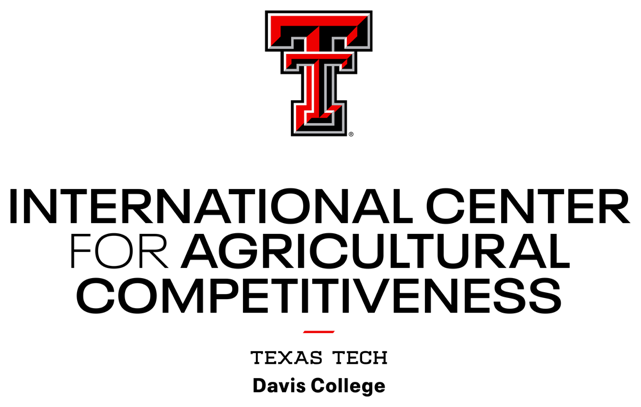 INTERNATIONAL CENTER
FOR AGRICULTURAL
COMPETITIVENESS
TEXAS TECH
Davis College